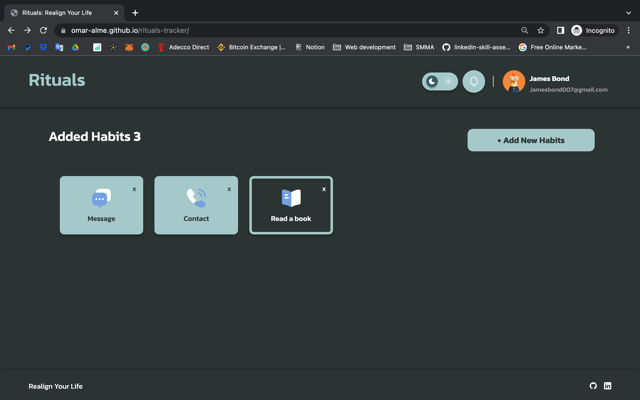 Rituals: Realign Your Life
omar-alme.github.io/rituals-tracker/
Incognito
Adecco Direct
Bitcoin Exchange |...
Notion
Web development
SMMA
linkedin-skill-asse...
Free Online Marke...
»
Rituals
James Bond
Jamesbond007@gmail.com
Added Habits 3
+ Add New Habits
x
x
x
Message
Contact
Read a book
Realign Your Life